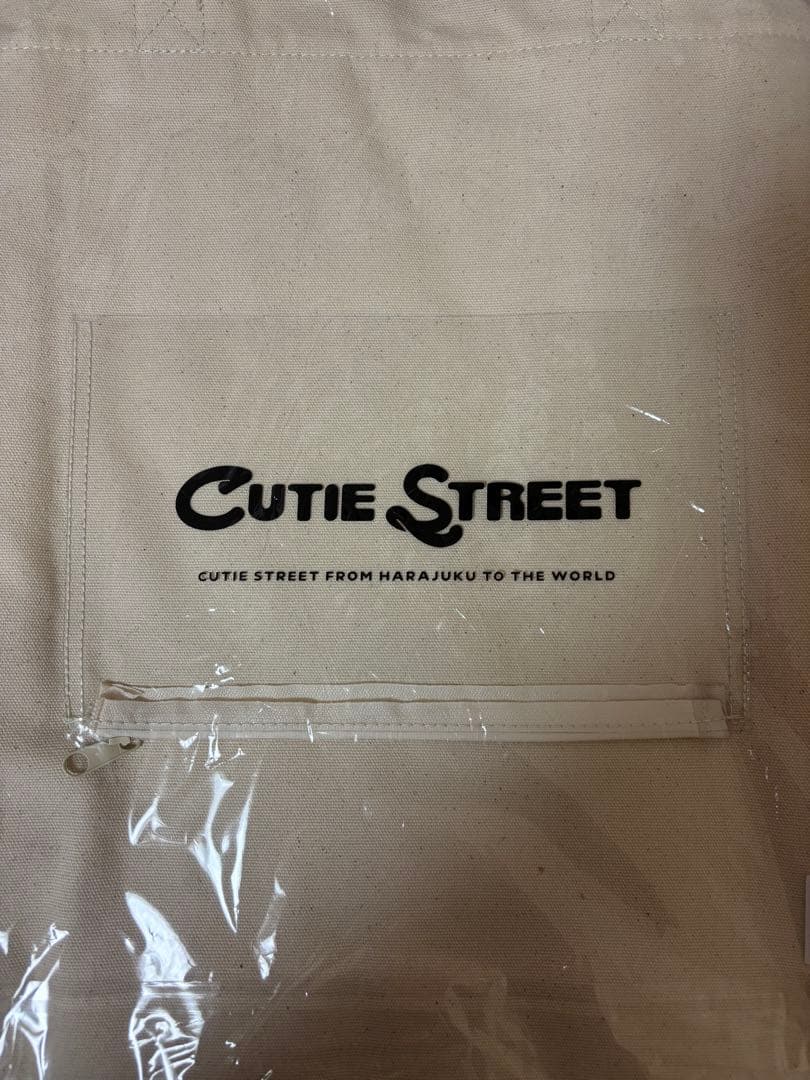 CUTIE STREET
CUTIE STREET FROM HARAJUKU TO THE WORLD